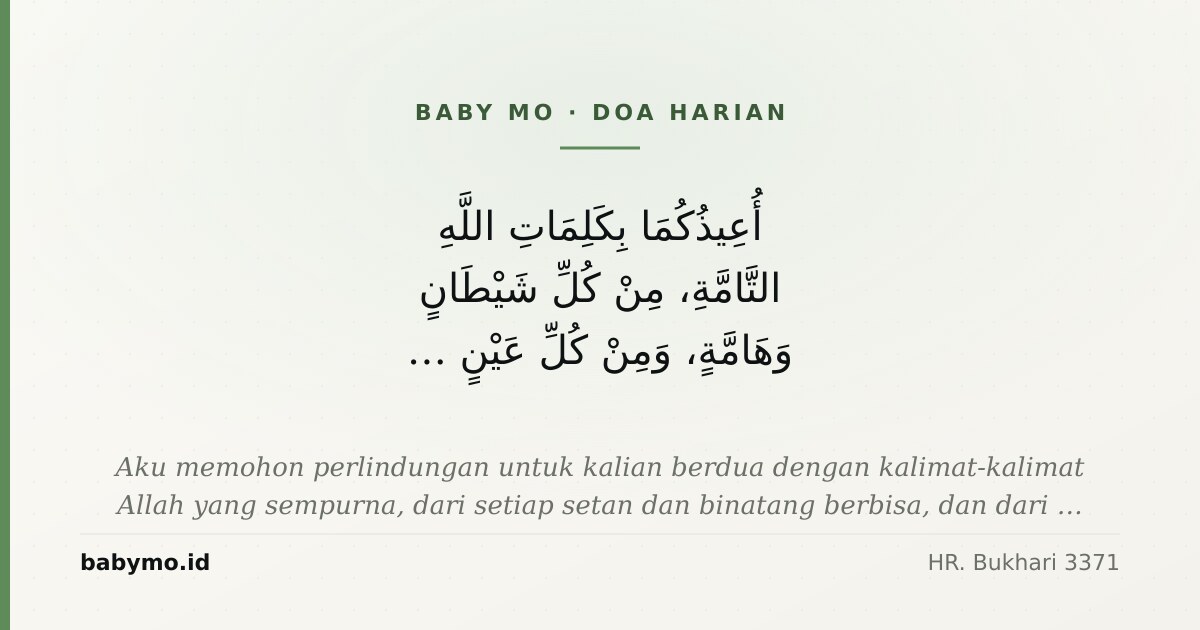 BABY MO · DOA HARIAN
أُعِيذُكُمَا بِكَلِمَاتِ اللَّهِ
التَّامَّةِ، مِنْ كُلِّ شَيْطَانٍ
وَهَامَّةٍ، وَمِنْ كُلِّ عَيْنٍ ...
Aku memohon perlindungan untuk kalian berdua dengan kalimat-kalimat
Allah yang sempurna, dari setiap setan dan binatang berbisa, dan dari ...
babymo.id
HR. Bukhari 3371